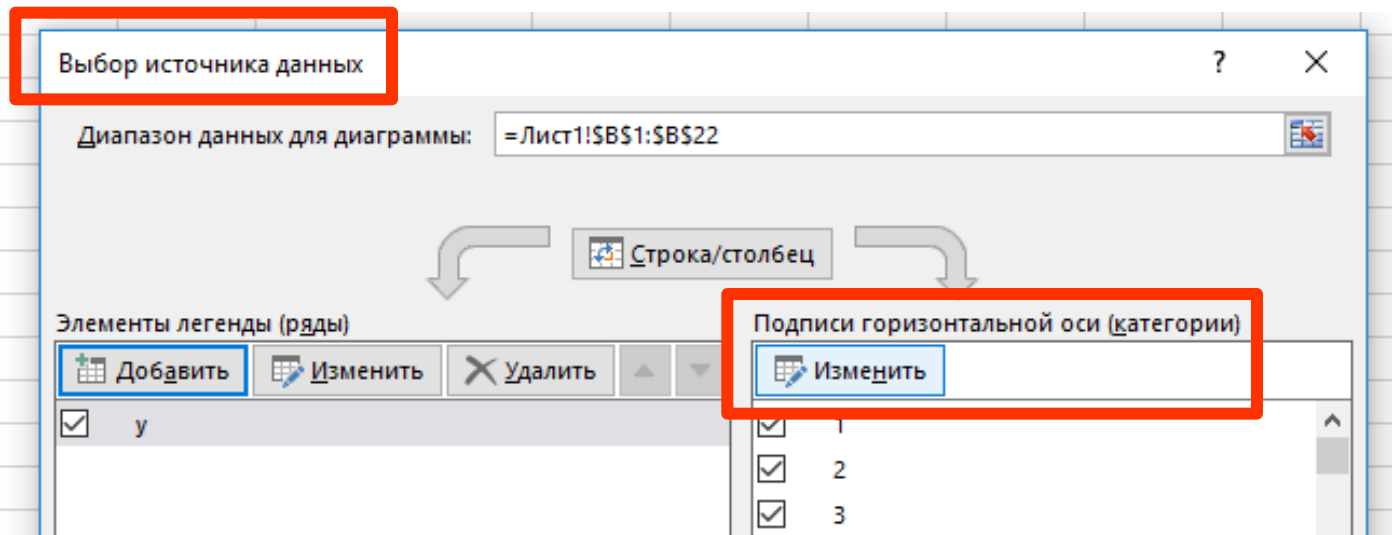 Выбор источника данных
?
Диапазон данных для диаграммы: =Лист1!$B$1:$B$22
Строка/столбец
Элементы легенды (ряды)
Добавить Изменить Удалить
y
Подписи горизонтальной оси (категории)
Изменить
1
2
3